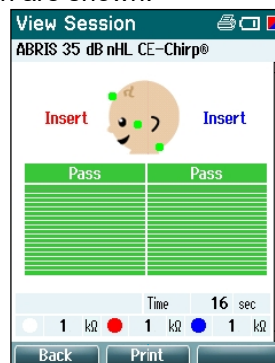 n are shown.
View Session
ABRIS 35 dB nHL CE-Chirp®
Insert Insert
Pass Pass
Time 16 sec
1 kΩ 1 kΩ 1 kΩ
Back Print